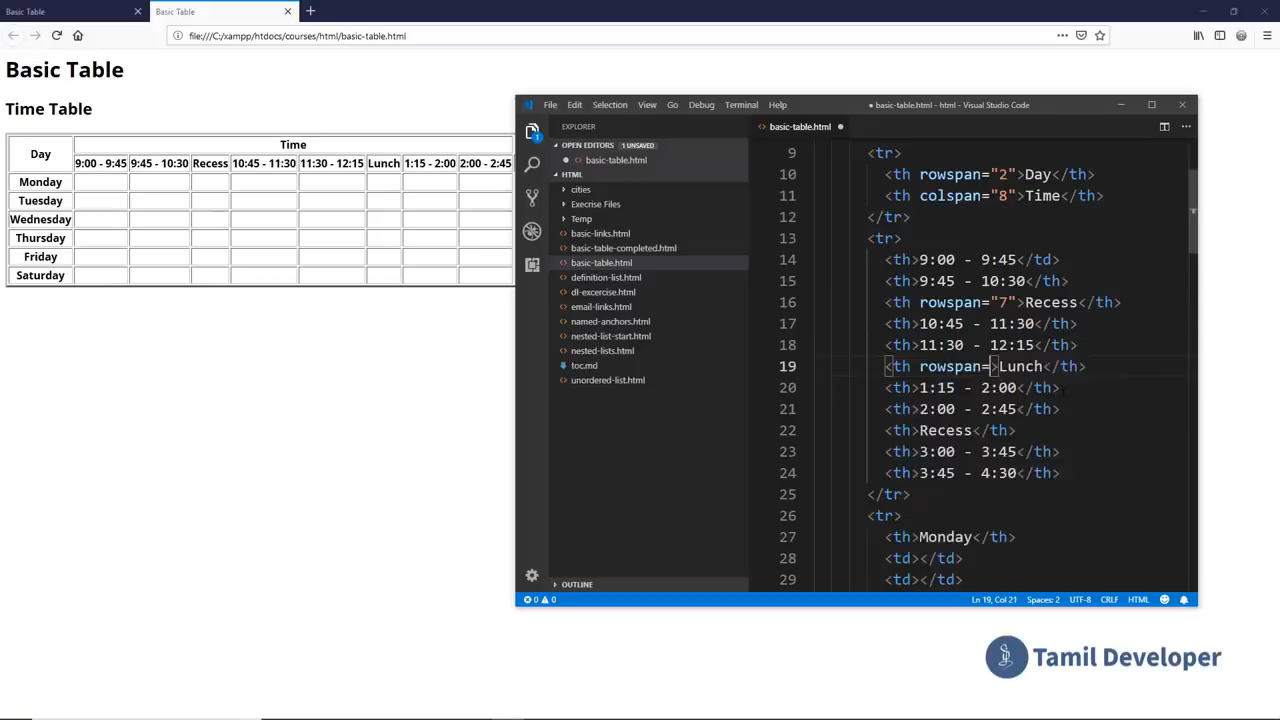 Basic Table
Basic Table
file:///C:/xampp/htdocs/courses/html/basic-table.html
Basic Table
Time Table
Day
Time
9:00 - 9:45 9:45 - 10:30 Recess 10:45 - 11:30 11:30 - 12:15 Lunch 1:15 - 2:00 2:00 - 2:45
Monday
Tuesday
Wednesday
Thursday
Friday
Saturday
File Edit Selection View Go Debug Terminal Help
● basic-table.html - html - Visual Studio Code
1
EXPLORER
OPEN EDITORS 1 UNSAVED
basic-table.html
HTML
cities
Execrise Files
Temp
basic-links.html
basic-table-completed.html
basic-table.html
definition-list.html
dl-excercise.html
email-links.html
named-anchors.html
nested-list-start.html
nested-lists.html
toc.md
unordered-list.html
OUTLINE
basic-table.html
9 <tr>
10 <th rowspan="2">Day</th>
11 <th colspan="8">Time</th>
12 </tr>
13 <tr>
14 <th>9:00 - 9:45</td>
15 <th>9:45 - 10:30</th>
16 <th rowspan="7">Recess</th>
17 <th>10:45 - 11:30</th>
18 <th>11:30 - 12:15</th>
19 <th rowspan=>Lunch</th>
20 <th>1:15 - 2:00</th>
21 <th>2:00 - 2:45</th>
22 <th>Recess</th>
23 <th>3:00 - 3:45</th>
24 <th>3:45 - 4:30</th>
25 </tr>
26 <tr>
27 <th>Monday</th>
28 <td></td>
29 <td></td>
0 0 Ln 19, Col 21 Spaces: 2 UTF-8 CRLF HTML
Tamil Developer